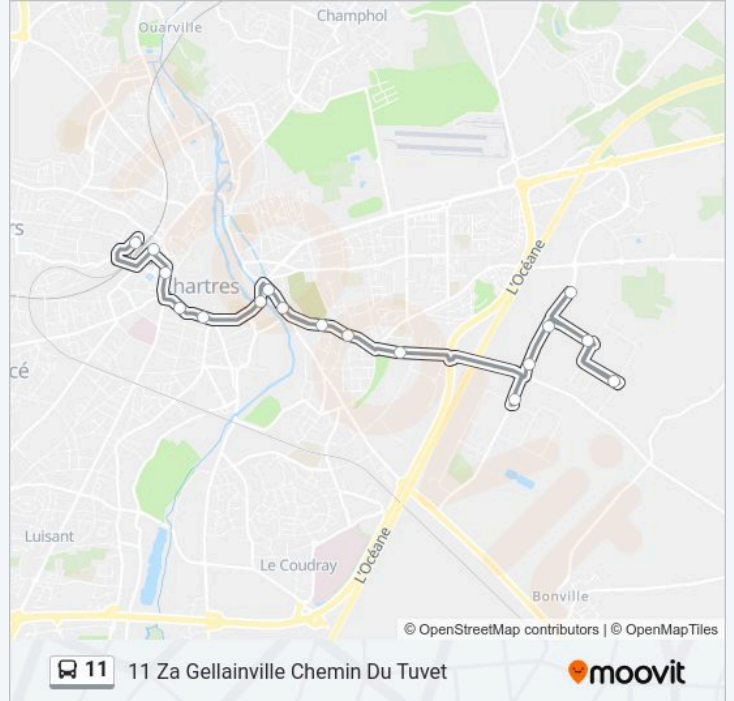 Champhol
Ouarville
rs
L'Océane
hartres
cé
Luisant
L'Océane
Le Coudray
Bonville
© OpenStreetMap contributors | © OpenMapTiles
11 11 Za Gellainville Chemin Du Tuvet moovit